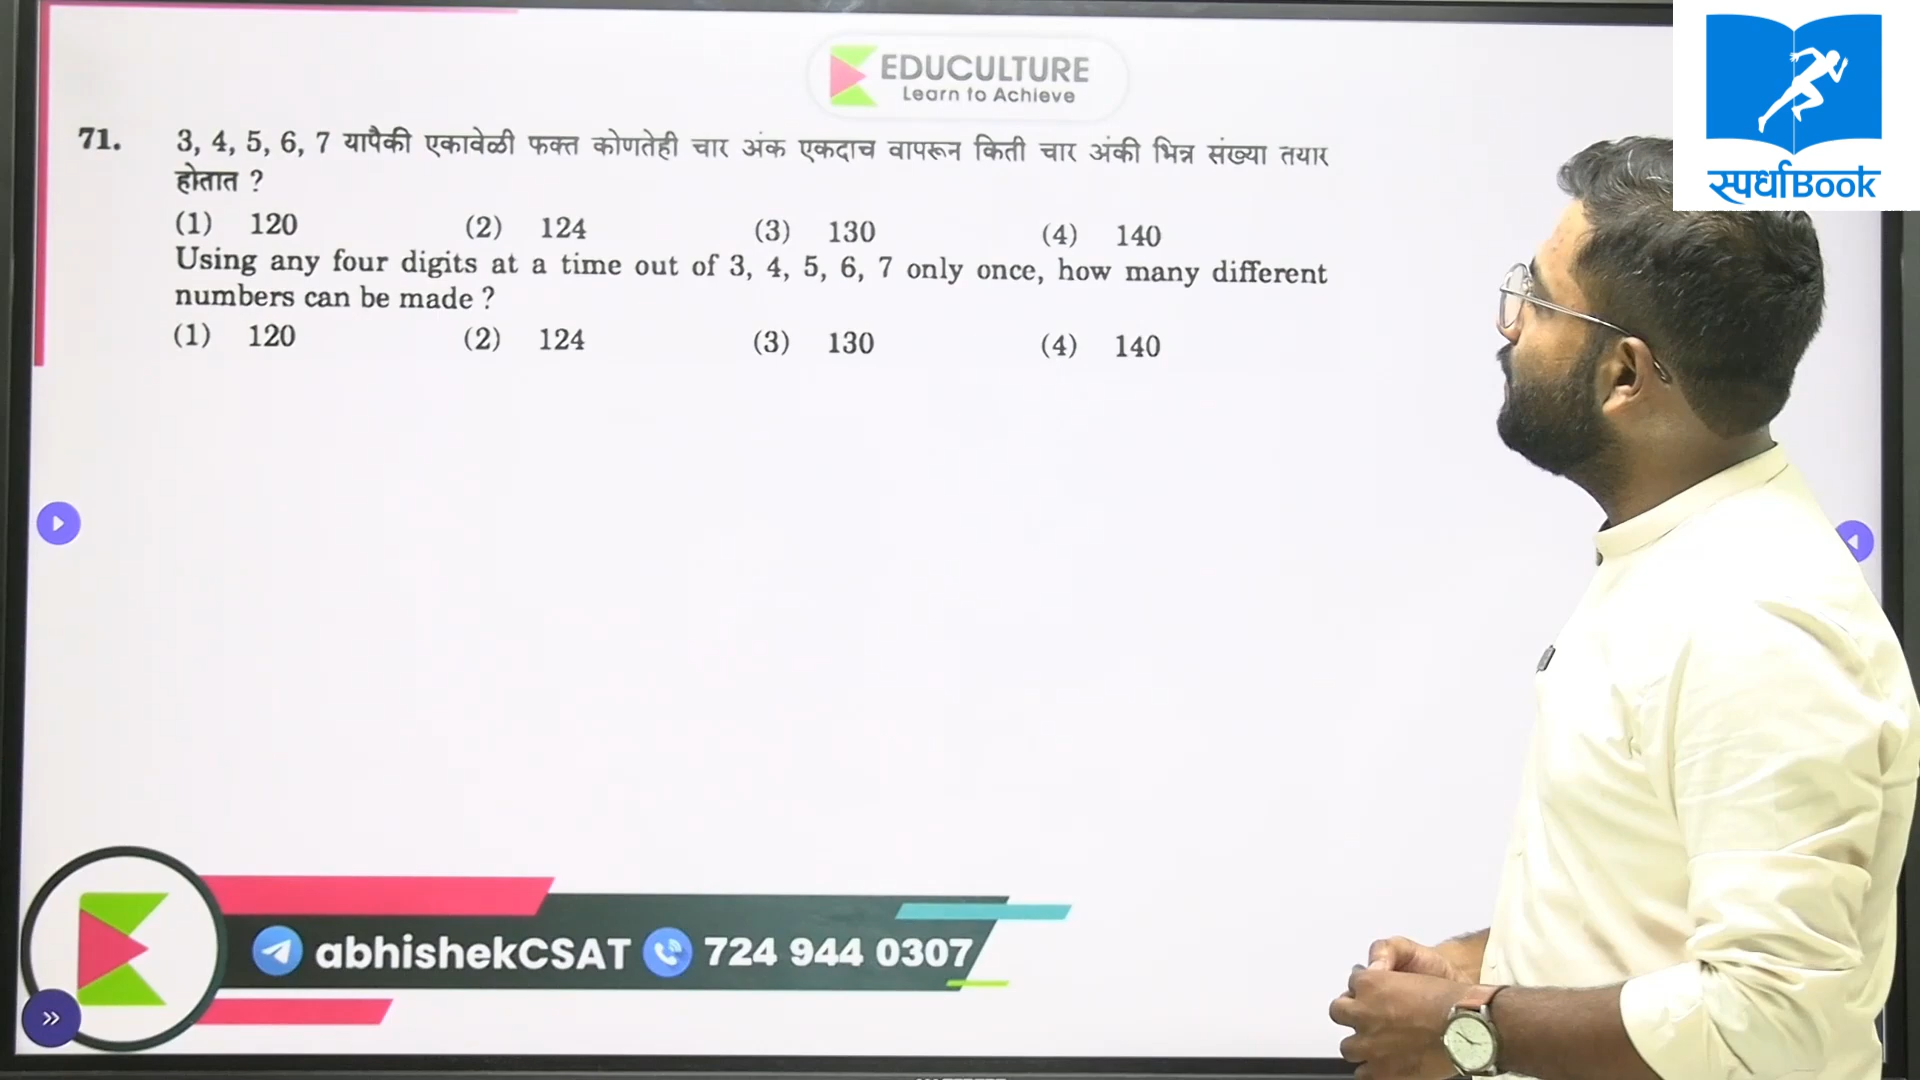 EDUCULTURE
Learn to Achieve
स्पर्धाBook
71. 3, 4, 5, 6, 7 यापैकी एकावेळी फक्त कोणतेही चार अंक एकदाच वापरून किती चार अंकी भिन्न संख्या तयार
होतात ?
(1) 120 (2) 124 (3) 130 (4) 140
Using any four digits at a time out of 3, 4, 5, 6, 7 only once, how many different
numbers can be made ?
(1) 120 (2) 124 (3) 130 (4) 140
abhishekCSAT 724 944 0307